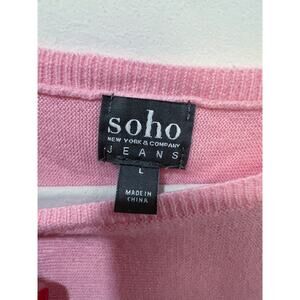 soho
NEW YORK & COMPANY
JEANS
L
MADE IN
CHINA